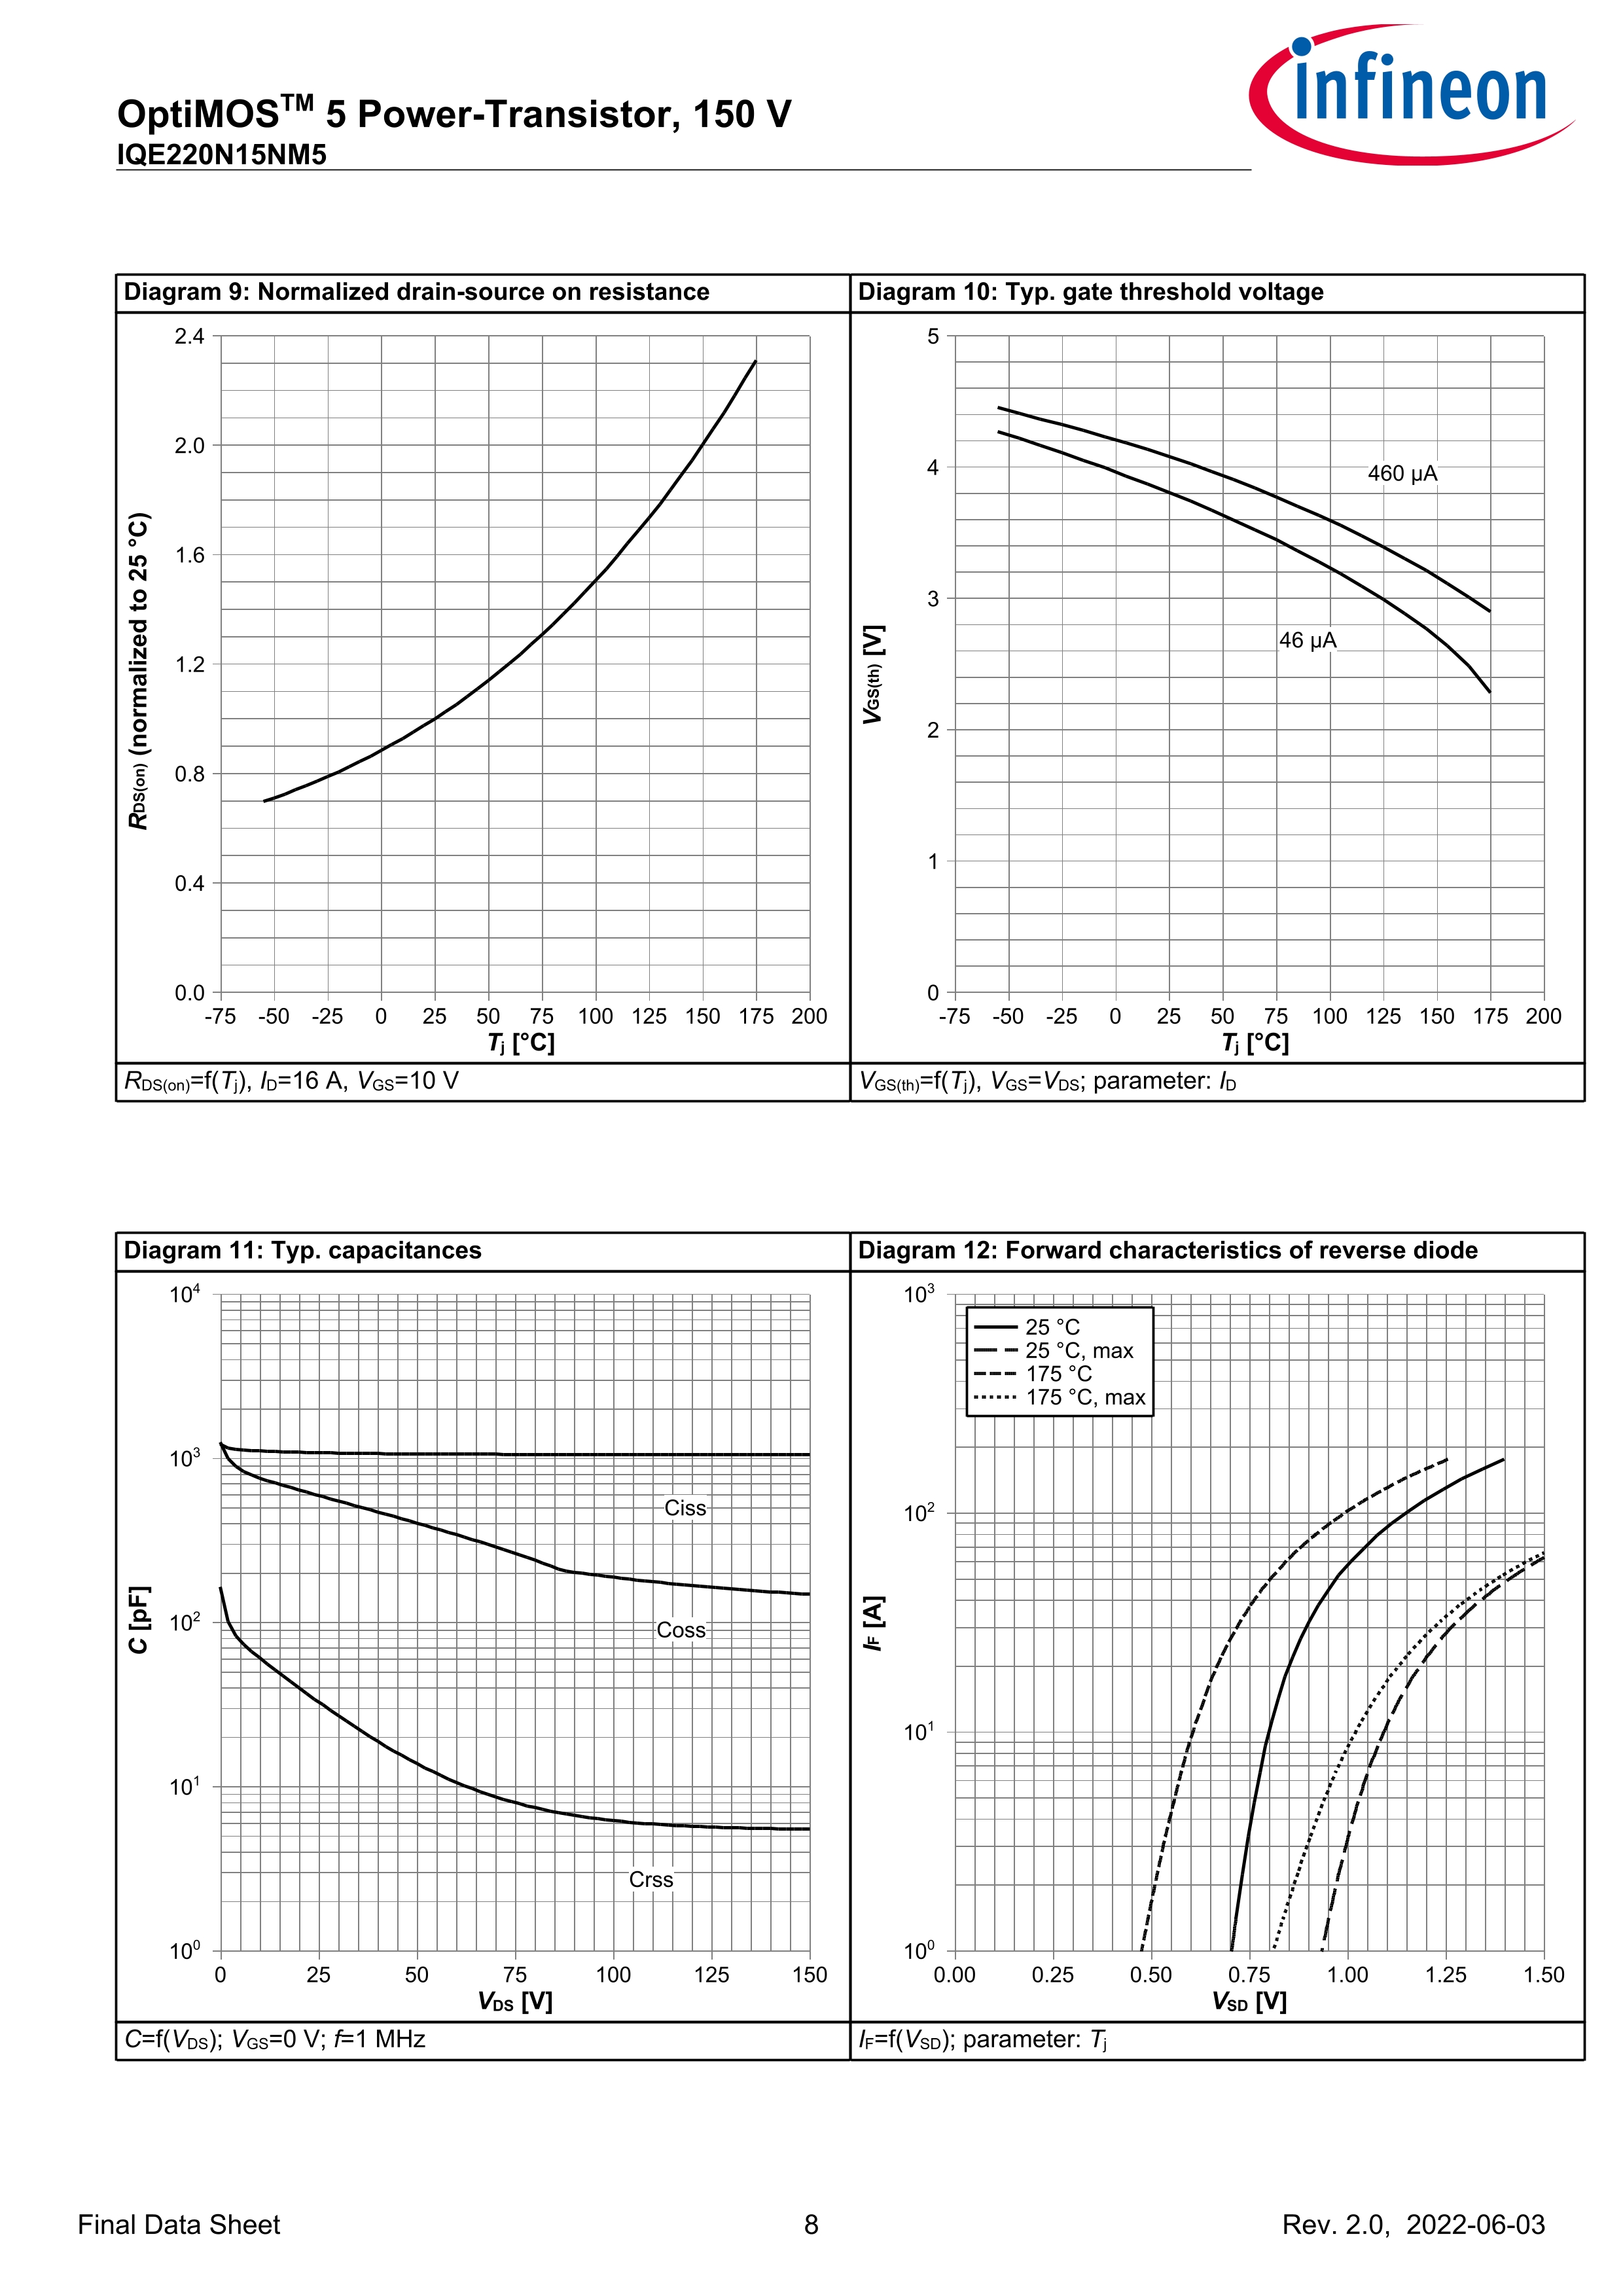 infineon
OptiMOS™ 5 Power-Transistor, 150 V
IQE220N15NM5
Diagram 9: Normalized drain-source on resistance
2.4
2.0
1.6
1.2
0.8
0.4
0.0
-75 -50 -25 0 25 50 75 100 125 150 175 200
RDS(on) (normalized to 25 °C)
Tj [°C]
RDS(on)=f(Tj), ID=16 A, VGS=10 V
Diagram 10: Typ. gate threshold voltage
5
4
3
2
1
0
460 µA
46 µA
-75 -50 -25 0 25 50 75 100 125 150 175 200
VGS(th) [V]
Tj [°C]
VGS(th)=f(Tj), VGS=VDS; parameter: ID
Diagram 11: Typ. capacitances
10⁴
10³
10²
10¹
10⁰
Ciss
Coss
Crss
0 25 50 75 100 125 150
C [pF]
VDS [V]
C=f(VDS); VGS=0 V; f=1 MHz
Diagram 12: Forward characteristics of reverse diode
10³
10²
10¹
10⁰
25 °C
25 °C, max
175 °C
175 °C, max
0.00 0.25 0.50 0.75 1.00 1.25 1.50
IF [A]
VSD [V]
IF=f(VSD); parameter: Tj
Final Data Sheet 8 Rev. 2.0, 2022-06-03